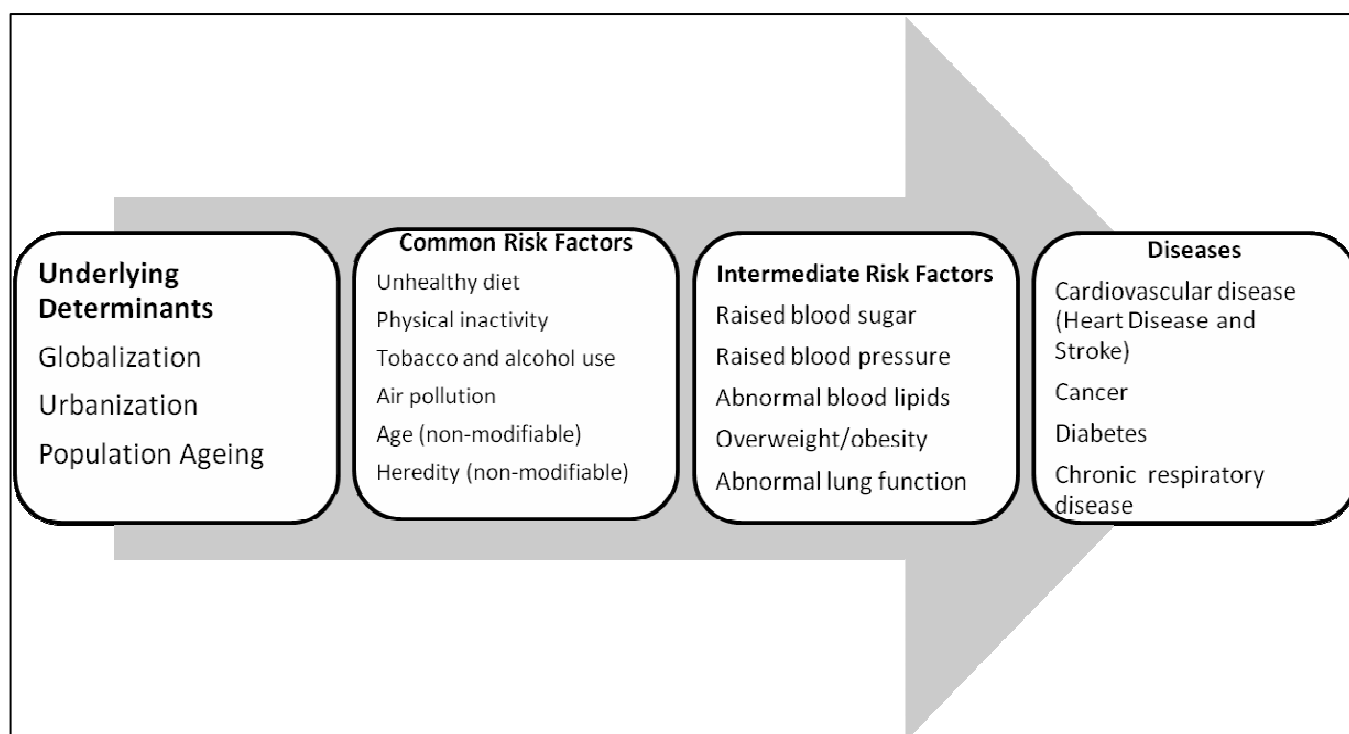 Underlying
Determinants
Globalization
Urbanization
Population Ageing
Common Risk Factors
Unhealthy diet
Physical inactivity
Tobacco and alcohol use
Air pollution
Age (non-modifiable)
Heredity (non-modifiable)
Intermediate Risk Factors
Raised blood sugar
Raised blood pressure
Abnormal blood lipids
Overweight/obesity
Abnormal lung function
Diseases
Cardiovascular disease
(Heart Disease and
Stroke)
Cancer
Diabetes
Chronic respiratory
disease